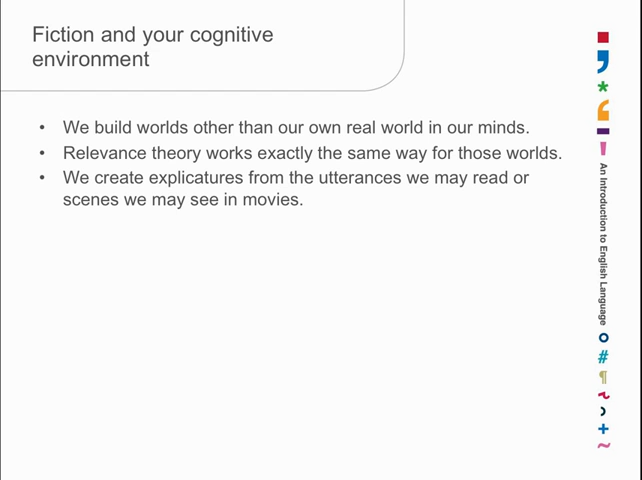 Fiction and your cognitive
environment
• We build worlds other than our own real world in our minds.
• Relevance theory works exactly the same way for those worlds.
• We create explicatures from the utterances we may read or
scenes we may see in movies.
An Introduction to English Language